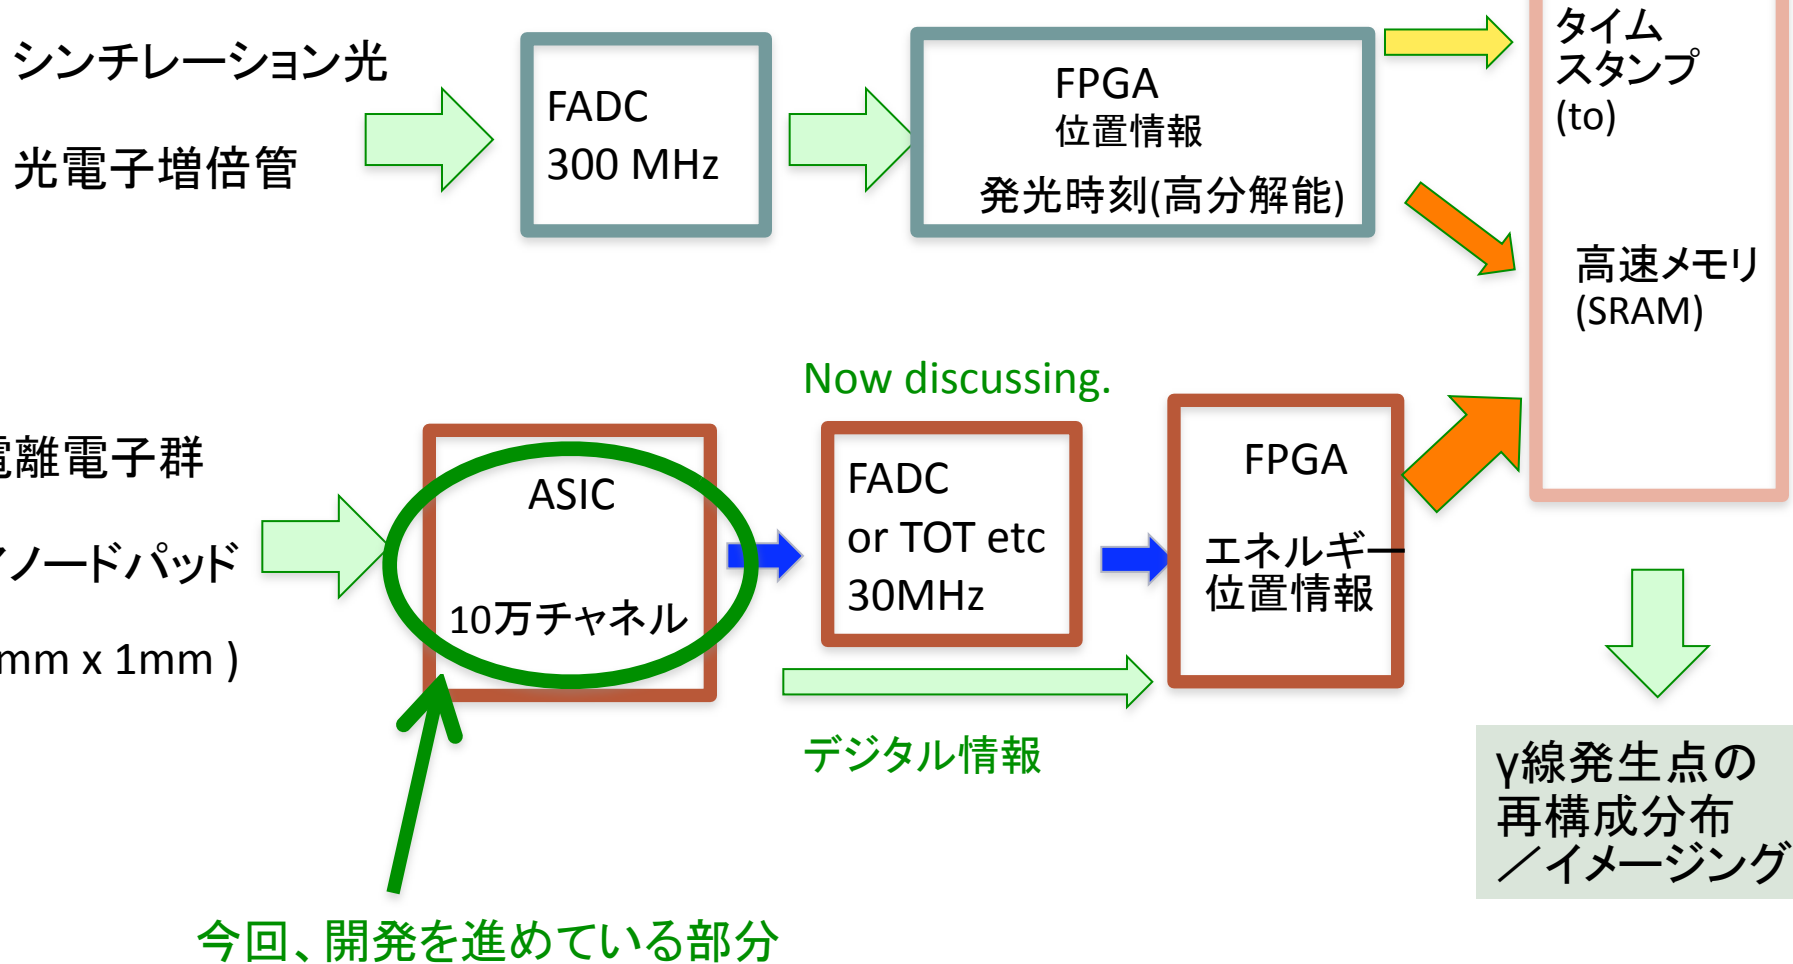 シンチレーション光
光電子増倍管
FADC
300 MHz
FPGA
位置情報
発光時刻(高分解能)
タイム
スタンプ
(to)
高速メモリ
(SRAM)
Now discussing.
電離電子群
アノードパッド
mm x 1mm )
ASIC
10万チャネル
FADC
or TOT etc
30MHz
FPGA
エネルギー
位置情報
デジタル情報
γ線発生点の
再構成分布
／イメージング
今回、開発を進めている部分